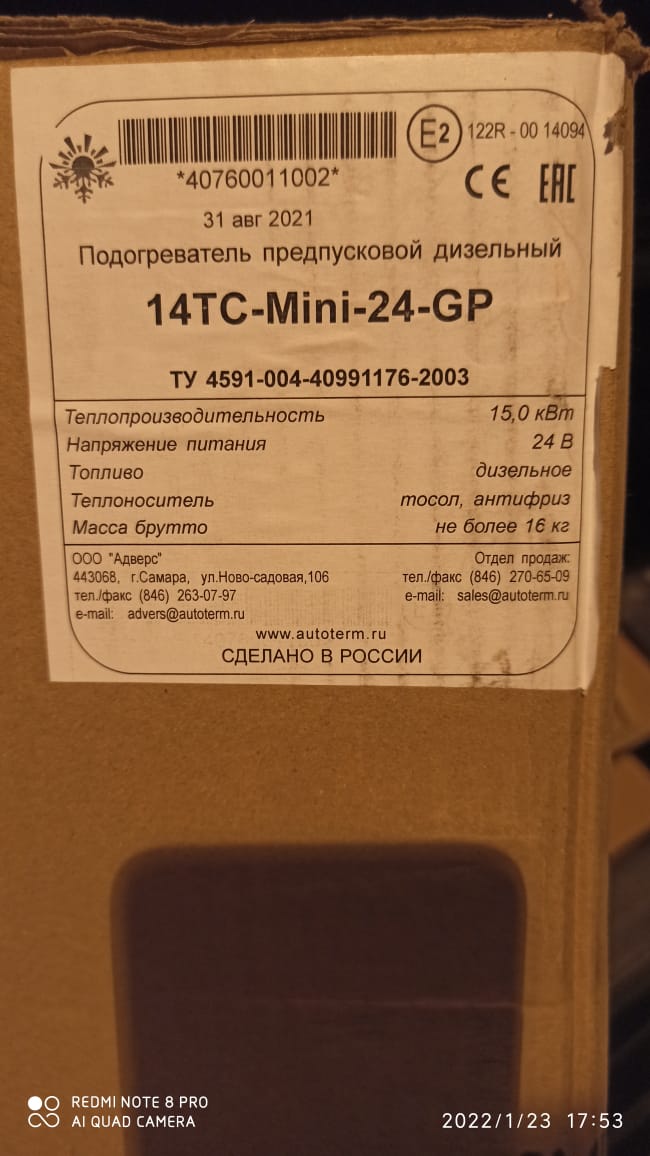 E2 122R - 00 14094
*40760011002*
CE EAC
31 авг 2021
Подогреватель предпусковой дизельный
14ТС-Mini-24-GP
ТУ 4591-004-40991176-2003
Теплопроизводительность 15,0 кВт
Напряжение питания 24 В
Топливо дизельное
Теплоноситель тосол, антифриз
Масса брутто не более 16 кг
ООО "Адверс" Отдел продаж:
443068, г.Самара, ул.Ново-садовая,106 тел./факс (846) 270-65-09
тел./факс (846) 263-07-97 e-mail: sales@autoterm.ru
e-mail: advers@autoterm.ru
www.autoterm.ru
СДЕЛАНО В РОССИИ
REDMI NOTE 8 PRO
AI QUAD CAMERA
2022/1/23 17:53